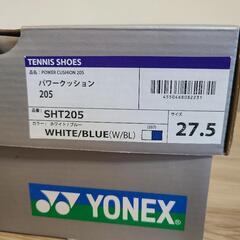 TENNIS SHOES
品名：POWER CUSHION 205
パワークッション
205
品番：
SHT205
カラー：ホワイト/ブルー
WHITE/BLUE(W/BL)
サイズ
27.5
YONEX